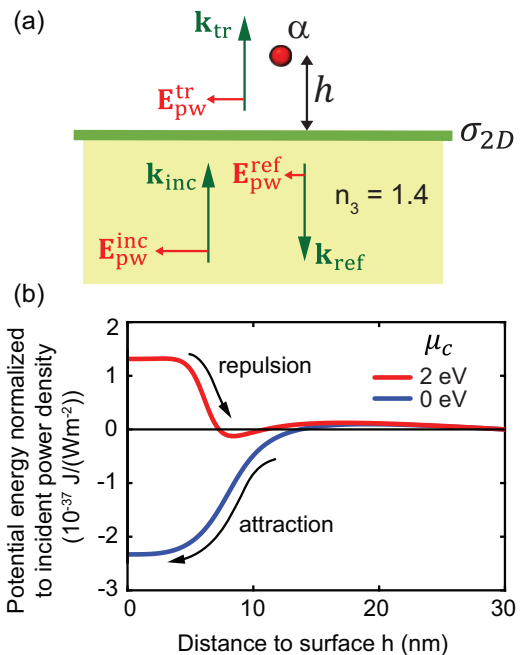 (a)
k_tr
α
E_pw^tr
h
σ_2D
k_inc
E_pw^ref
n_3 = 1.4
E_pw^inc
k_ref
(b)
Potential energy normalized
to incident power density
(10^-37 J/(Wm^-2))
2
1
0
-1
-2
-3
repulsion
attraction
μ_c
2 eV
0 eV
0
10
20
30
Distance to surface h (nm)